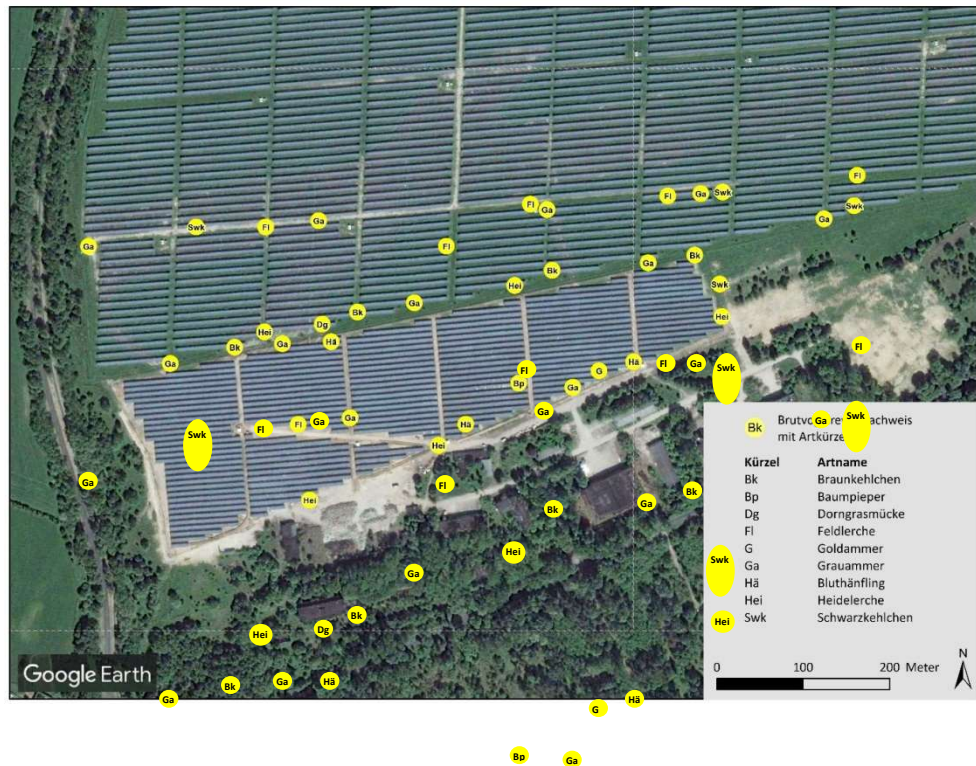 Fl
Fl Ga Swk
Fl Ga Swk
Ga Ga
Swk Fl
Ga Fl
Bk
Ga
Bk
Hei Swk
Ga
Bk Hei
Dg
Hei
Bk Ga Hä Fl
Ga Fl Hä Fl Ga Swk
G
Bp Ga
Ga
Swk Fl Fl Ga Ga Hä
Hei
Ga Swk
Bk
mit
Kürzel Artname
Bk Braunkehlchen
Bp Baumpieper
Dg Dorngrasmücke
Fl Feldlerche
G Goldammer
Ga Grauammer
Hä Bluthänfling
Hei Heidelerche
Swk Schwarzkehlchen
Ga Fl Bk
Hei Ga
Bk
Hei Swk
Ga
Bk Hei
Hei Dg
Bk Ga Hä
Ga Hä
G
Bp Ga
Google Earth
0 100 200 Meter
N